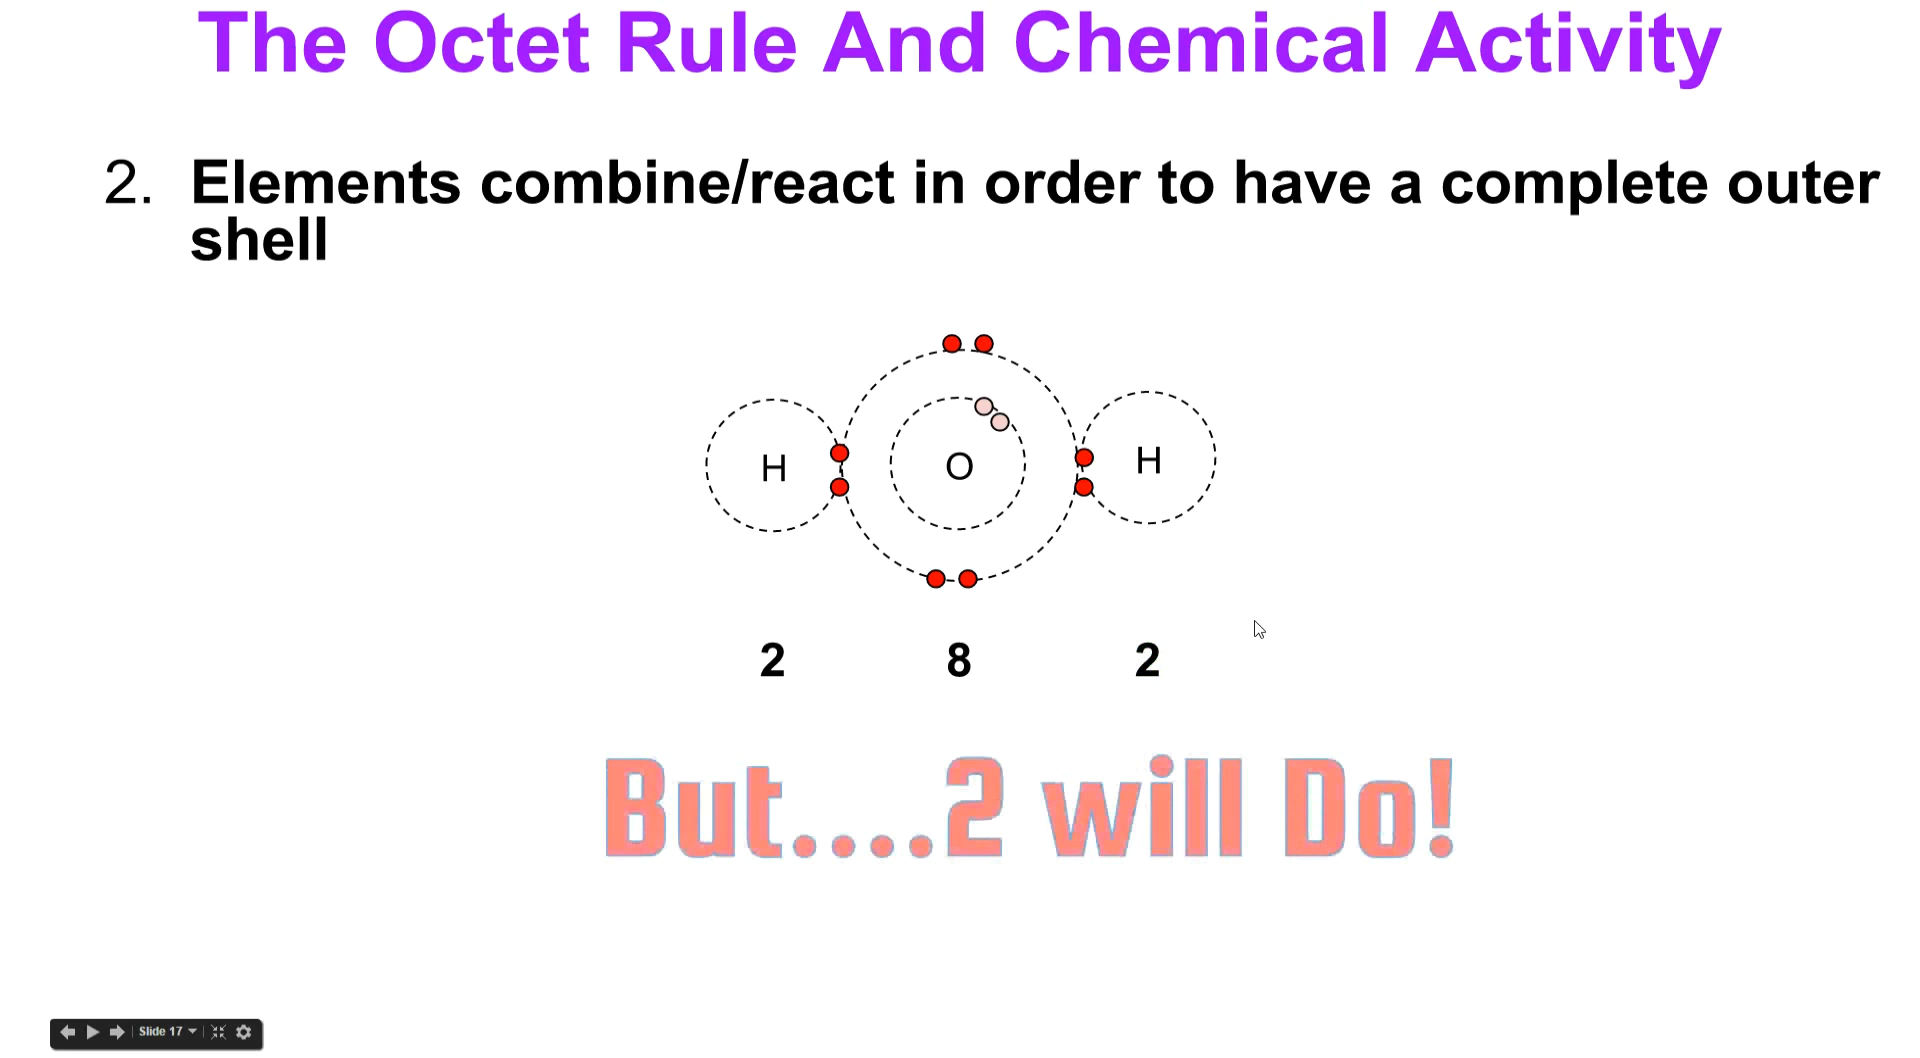 The Octet Rule And Chemical Activity
2. Elements combine/react in order to have a complete outer
shell
H O H
2 8 2
But....2 will Do!
Slide 17